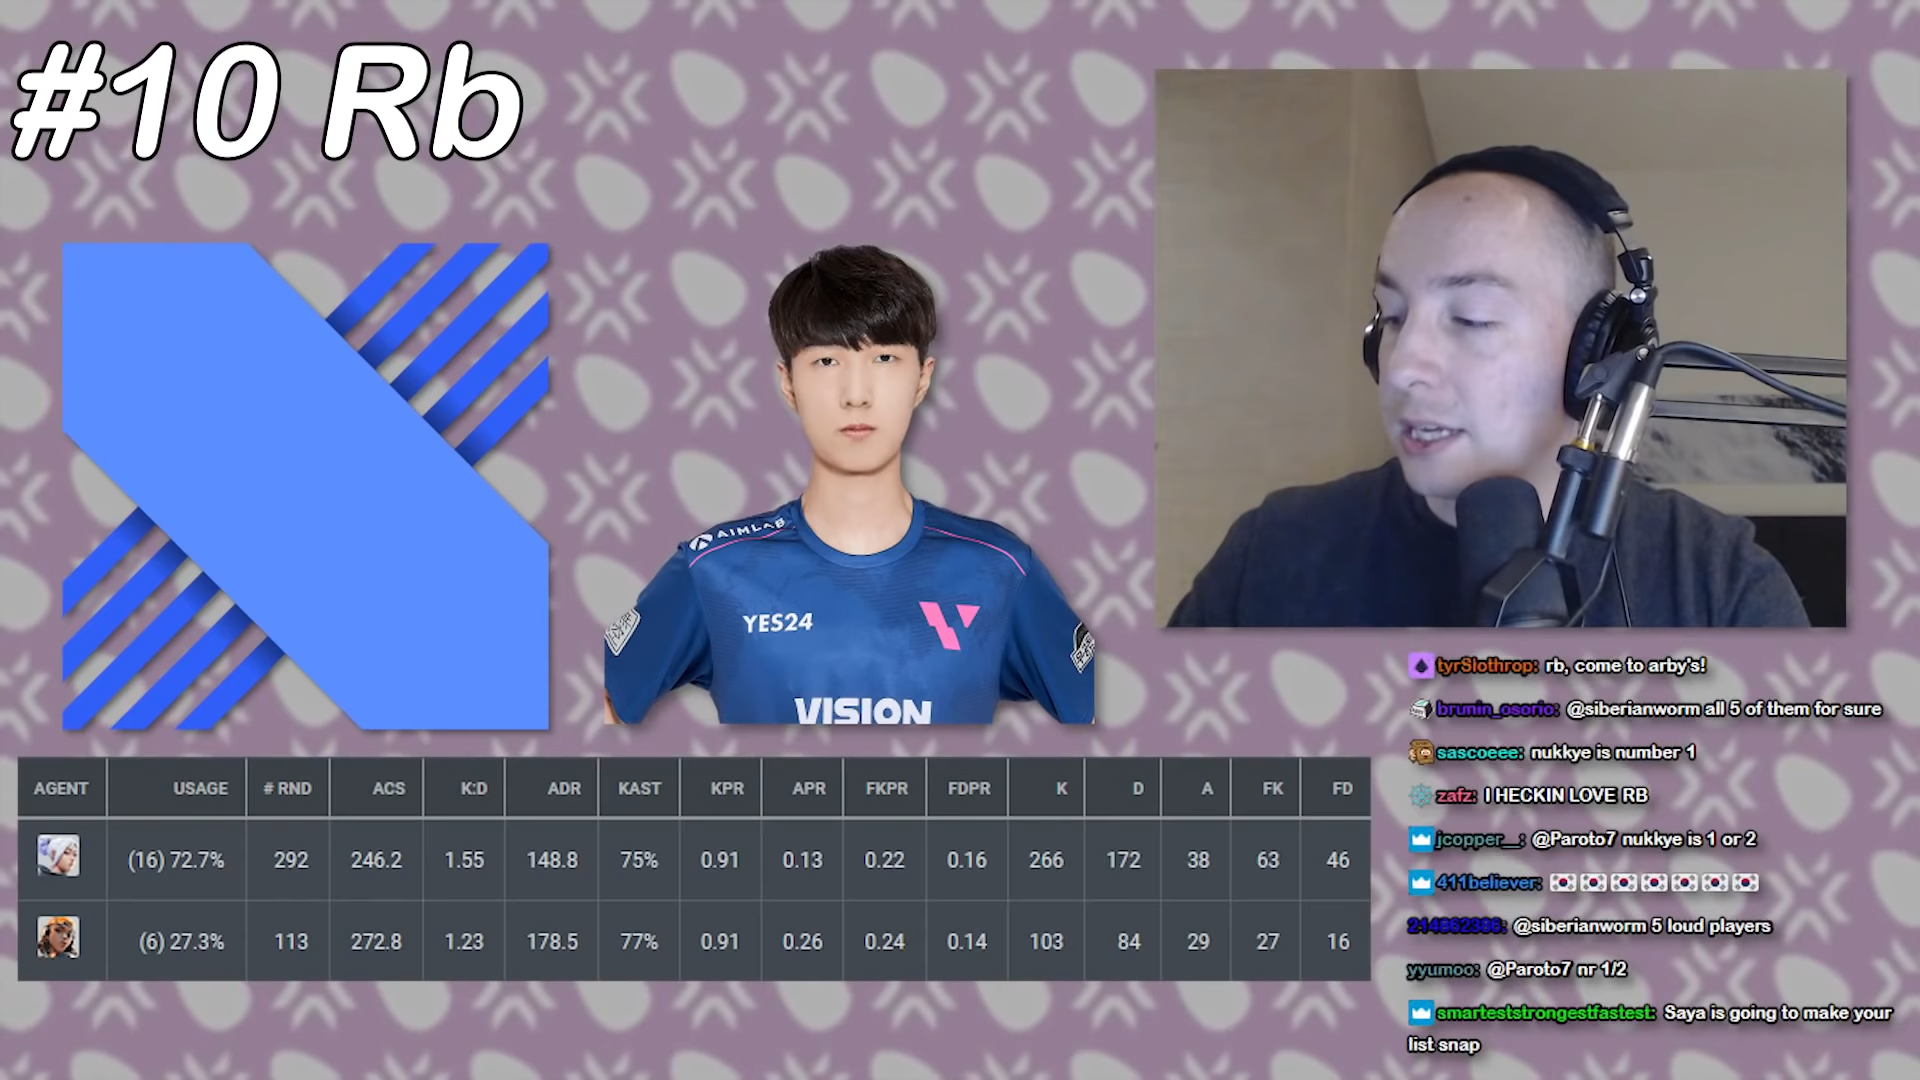 #10 Rb
AIMLAB
YES24
VISION
AGENT USAGE # RND ACS K:D ADR KAST KPR APR FKPR FDPR K D A FK FD
(16) 72.7% 292 246.2 1.55 148.8 75% 0.91 0.13 0.22 0.16 266 172 38 63 46
(6) 27.3% 113 272.8 1.23 178.5 77% 0.91 0.26 0.24 0.14 103 84 29 27 16
tyrSlothrop: rb, come to arby's!
brunin_osorio: @siberianworm all 5 of them for sure
sascoeee: nukkye is number 1
zafz: I HECKIN LOVE RB
jcopper__: @Paroto7 nukkye is 1 or 2
411believer:
214862386: @siberianworm 5 loud players
yyumoo: @Paroto7 nr 1/2
smarteststrongestfastest: Saya is going to make your
list snap